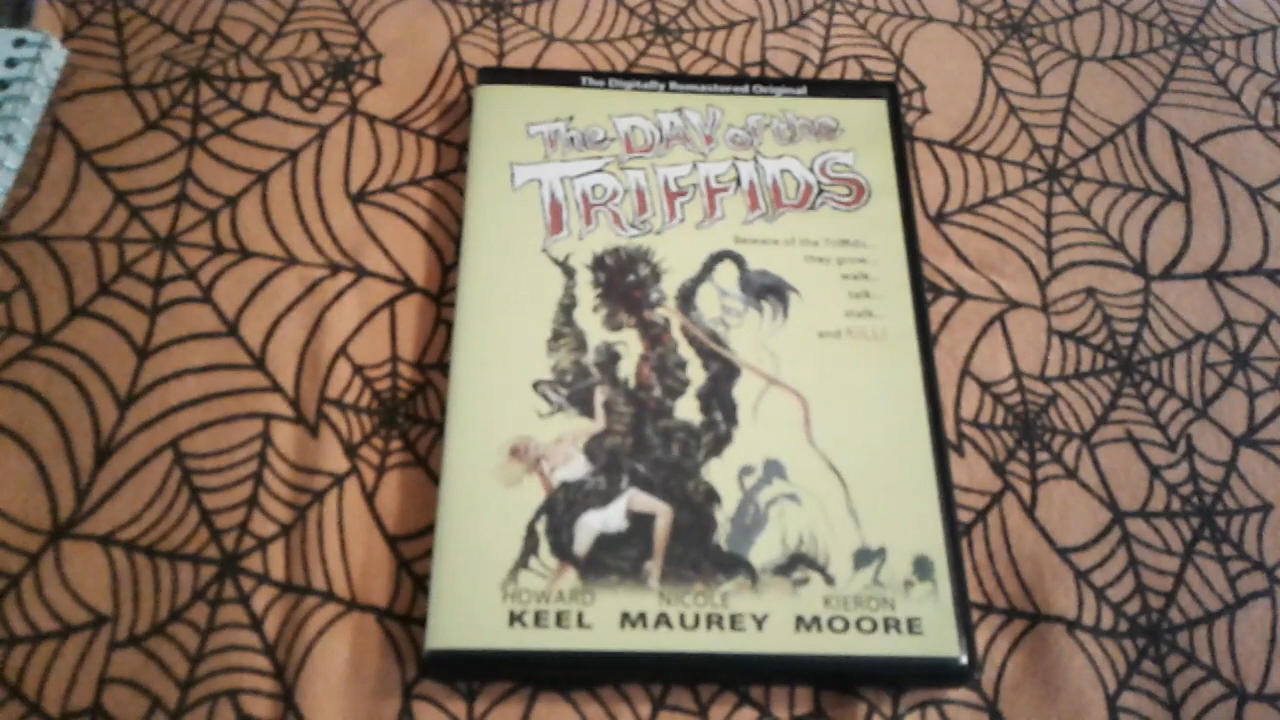 The Digitally Remastered Original
The DAY of the
TRIFFIDS
Beware of the Triffids...
they grow...
walk...
talk...
stalk...
and KILL!
HOWARD NICOLE KIERON
KEEL MAUREY MOORE